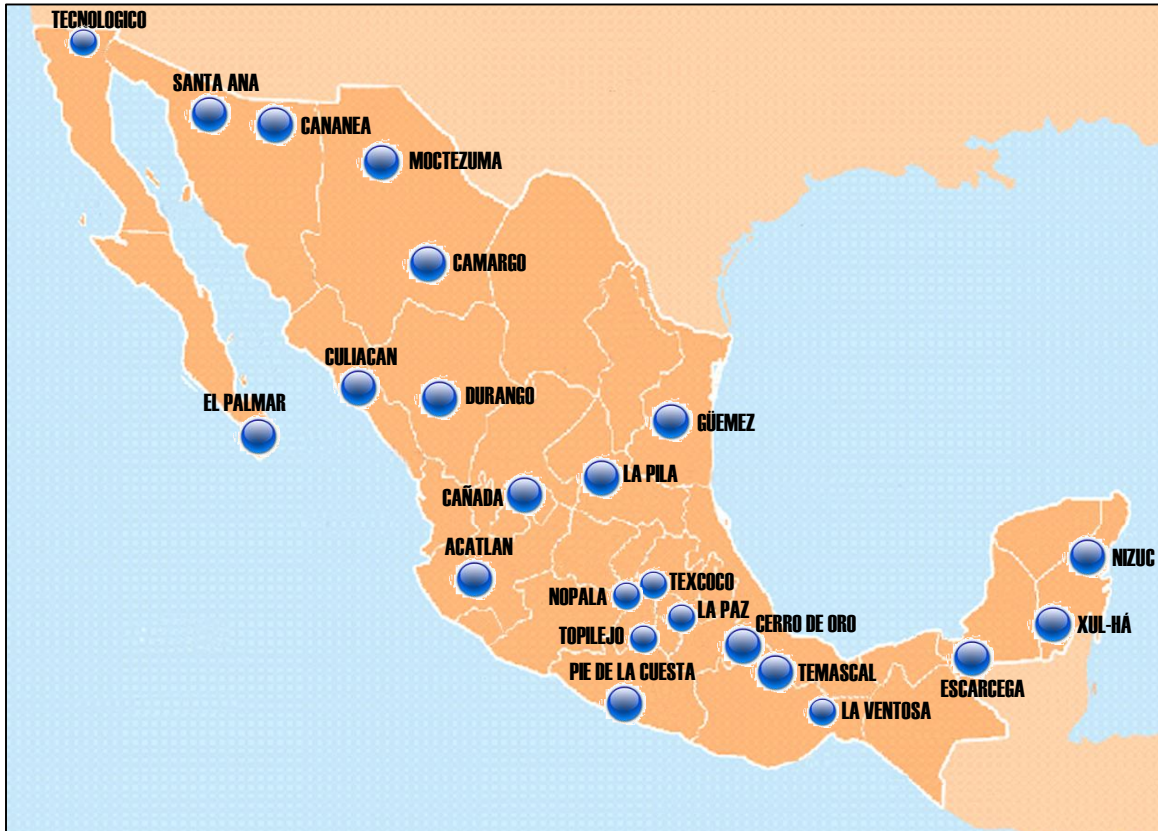 TECNOLOGICO
SANTA ANA
CANANEA
MOCTEZUMA
CAMARGO
CULIACAN
DURANGO
EL PALMAR
GÜEMEZ
LA PILA
CAÑADA
ACATLAN
NIZUC
TEXCOCO
NOPALA
LA PAZ
CERRO DE ORO
XUL-HÁ
TOPILEJO
PIE DE LA CUESTA
TEMASCAL
ESCARCEGA
LA VENTOSA